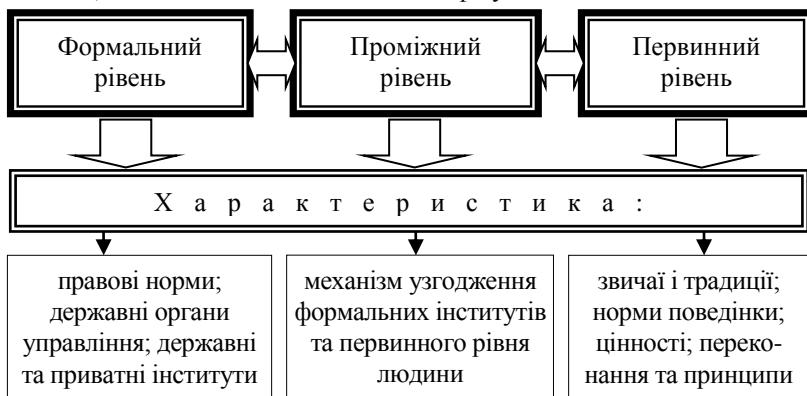 Формальний
рівень
Проміжний
рівень
Первинний
рівень
Х а р а к т е р и с т и к а :
правові норми;
державні органи
управління; державні
та приватні інститути
механізм узгодження
формальних інститутів
та первинного рівня
людини
звичаї і традиції;
норми поведінки;
цінності; переко-
нання та принципи